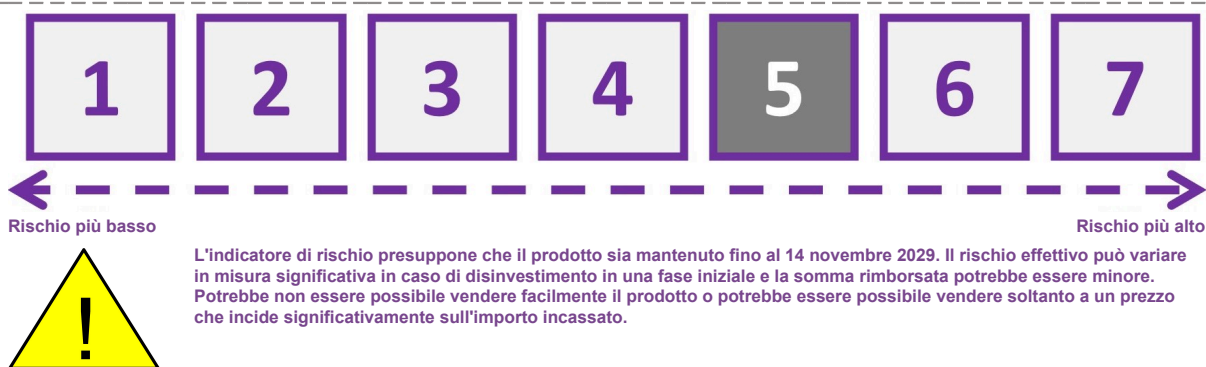 1 2 3 4 5 6 7
Rischio più basso Rischio più alto
!
L'indicatore di rischio presuppone che il prodotto sia mantenuto fino al 14 novembre 2029. Il rischio effettivo può variare
in misura significativa in caso di disinvestimento in una fase iniziale e la somma rimborsata potrebbe essere minore.
Potrebbe non essere possibile vendere facilmente il prodotto o potrebbe essere possibile vendere soltanto a un prezzo
che incide significativamente sull'importo incassato.